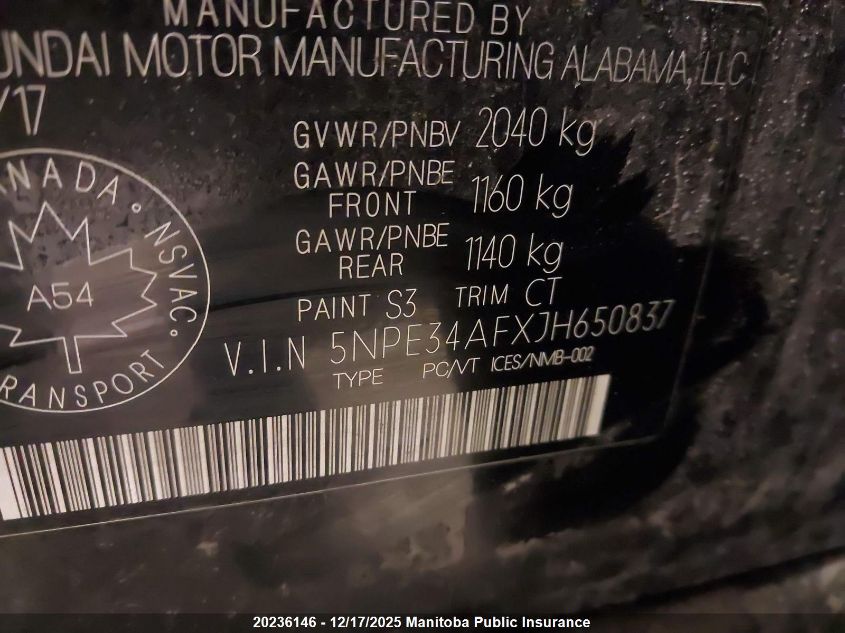 MANUFACTURED BY
UNDAI MOTOR MANUFACTURING ALABAMA, LLC
/17
GVWR/PNBV 2040 kg
GAWR/PNBE FRONT 1160 kg
GAWR/PNBE REAR 1140 kg
PAINT S3 TRIM CT
V.I.N 5NPE34AFXJH650837
TYPE PC/VT ICES/NMB-002
ANADA • NSVAC •
A54
RANSPORT
20236146 - 12/17/2025 Manitoba Public Insurance